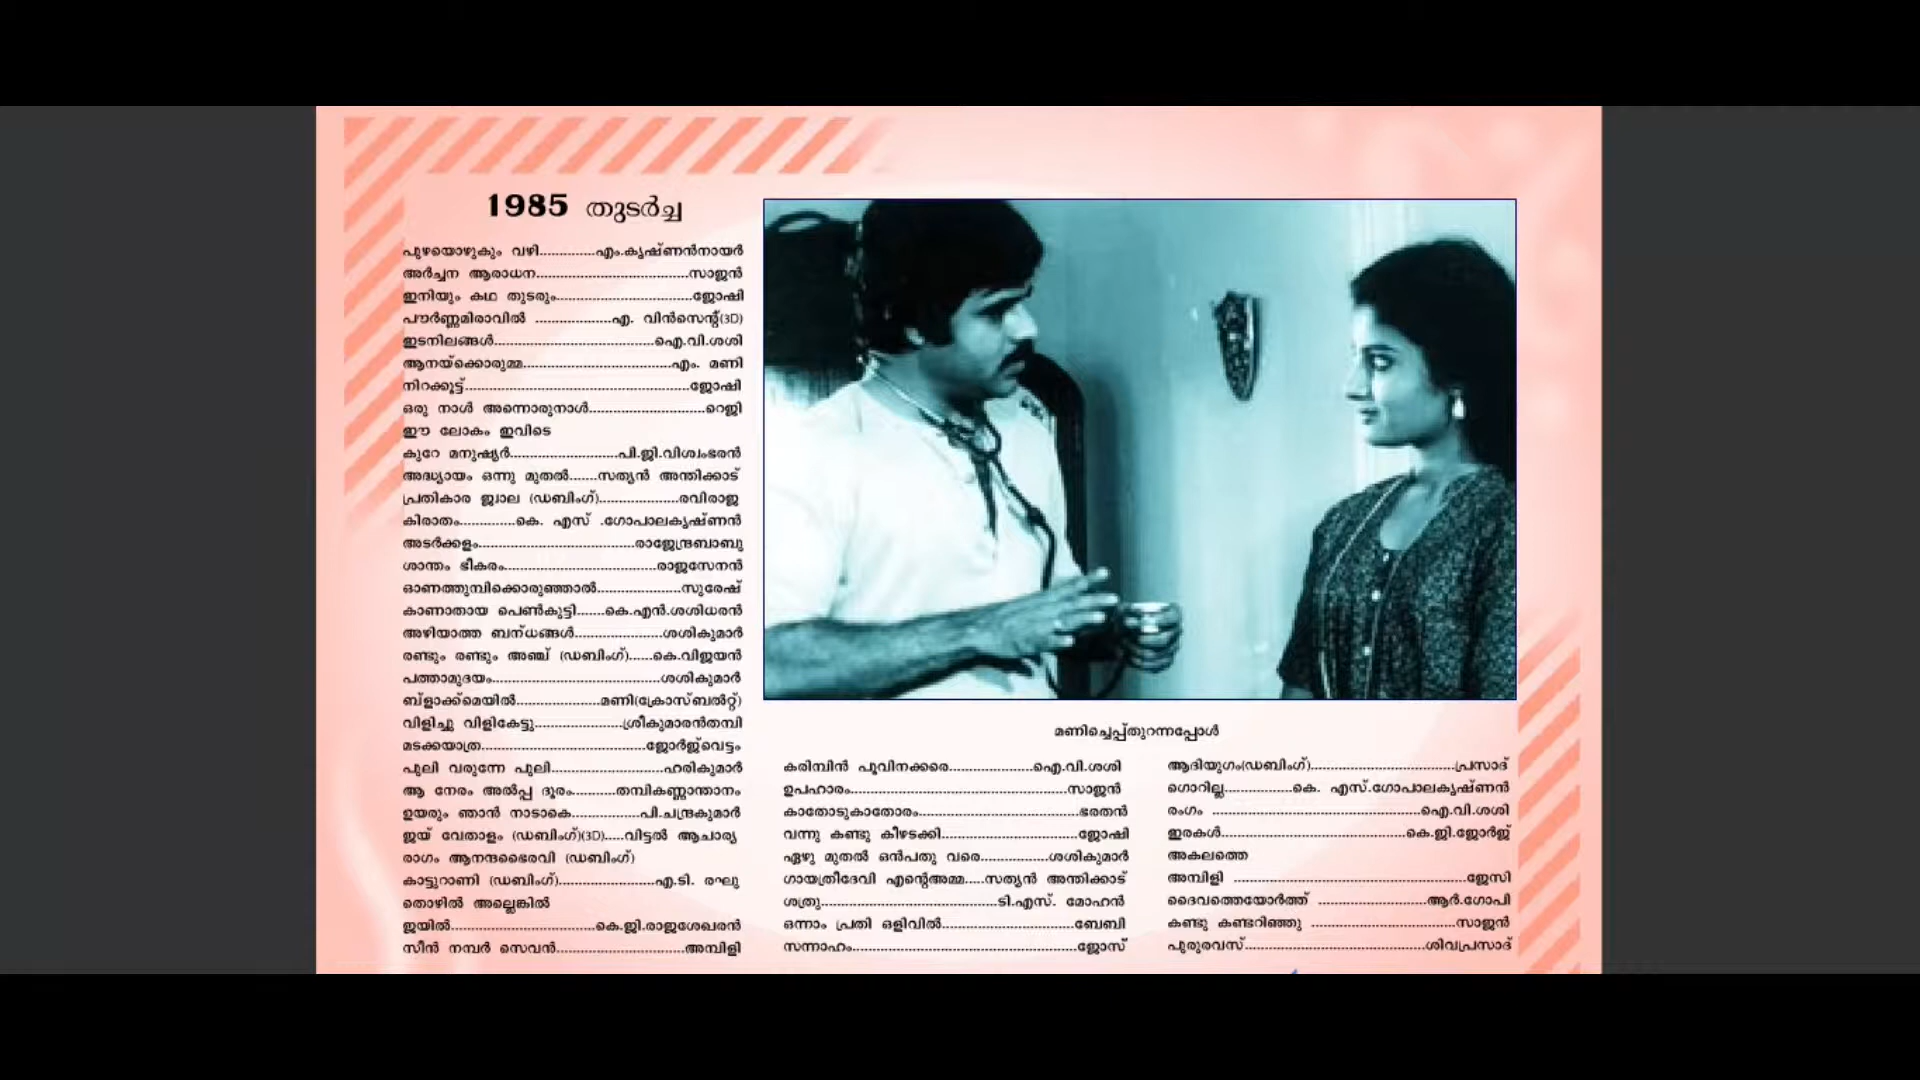 1985 തുടർച്ച
പുഴയൊഴുകും വഴി..............എം.കൃഷ്ണൻനായർ
അർച്ചന ആരാധന......................................സാജൻ
ഇനിയും കഥ തുടരും..................................ജോഷി
പൗർണ്ണമിരാവിൽ ...................എ. വിൻസെന്റ്(3D)
ഇടനിലങ്ങൾ........................................ഐ.വി.ശശി
ആനയ്ക്കൊരുമ്മ.....................................എം. മണി
നിറക്കൂട്ട്........................................................ജോഷി
ഒരു നാൾ അന്നൊരുനാൾ.............................റെജി
ഈ ലോകം ഇവിടെ
കുറേ മനുഷ്യർ...........................പി.ജി.വിശ്വംഭരൻ
അദ്ധ്യായം ഒന്നു മുതൽ.......സത്യൻ അന്തിക്കാട്
പ്രതികാര ജ്വാല (ഡബിംഗ്)....................രവിരാജ
കിരാതം..............കെ. എസ് .ഗോപാലകൃഷ്ണൻ
അടർക്കളം.......................................രാജേന്ദ്രബാബു
ശാന്തം ഭീകരം......................................രാജസേനൻ
ഓണത്തുമ്പിക്കൊരുഞ്ഞാൽ.....................സുരേഷ്
കാണാതായ പെൺകുട്ടി.......കെ.എൻ.ശശിധരൻ
അഴിയാത്ത ബന്ധങ്ങൾ......................ശശികുമാർ
രണ്ടും രണ്ടും അഞ്ച് (ഡബിംഗ്)......കെ.വിജയൻ
പത്താമുദയം..........................................ശശികുമാർ
ബ്ളാക്ക്മെയിൽ.....................മണി(ക്രോസ്ബൽറ്റ്)
വിളിച്ചു വിളികേട്ടു......................ശ്രീകുമാരൻതമ്പി
മടക്കയാത്ര.........................................ജോർജ്വെട്ടം
പുലി വരുന്നേ പുലി............................ഹരികുമാർ
ആ നേരം അൽപ്പ ദൂരം...........തമ്പികണ്ണാന്താനം
ഉയരും ഞാൻ നാടാകെ.................പി.ചന്ദ്രകുമാർ
ജയ് വേതാളം (ഡബിംഗ്)(3D).....വിട്ടൽ ആചാര്യ
രാഗം ആനന്ദഭൈരവി (ഡബിംഗ്)
കാട്ടുറാണി (ഡബിംഗ്)........................എ.ടി. രഘു
തൊഴിൽ അല്ലെങ്കിൽ
ജയിൽ....................................കെ.ജി.രാജശേഖരൻ
സീൻ നമ്പർ സെവൻ................................അമ്പിളി
മണിച്ചെപ്പ്തുറന്നപ്പോൾ
കരിമ്പിൻ പൂവിനക്കരെ.....................ഐ.വി.ശശി
ഉപഹാരം......................................................സാജൻ
കാതോടുകാതോരം........................................ഭരതൻ
വന്നു കണ്ടു കീഴടക്കി..................................ജോഷി
ഏഴു മുതൽ ഒൻപതു വരെ.................ശശികുമാർ
ഗായത്രീദേവി എന്റെഅമ്മ.....സത്യൻ അന്തിക്കാട്
ശത്രു............................................ടി.എസ്. മോഹൻ
ഒന്നാം പ്രതി ഒളിവിൽ.................................ബേബി
സന്നാഹം........................................................ജോസ്
ആദിയുഗം(ഡബിംഗ്)....................................പ്രസാദ്
ഗൊറില്ല.................കെ. എസ്.ഗോപാലകൃഷ്ണൻ
രംഗം ....................................................ഐ.വി.ശശി
ഇരകൾ..............................................കെ.ജി.ജോർജ്
അകലത്തെ
അമ്പിളി ..........................................................ജേസി
ദൈവത്തെയോർത്ത് ...........................ആർ.ഗോപി
കണ്ടു കണ്ടറിഞ്ഞു ....................................സാജൻ
പുരുരവസ്.............................................ശിവപ്രസാദ്